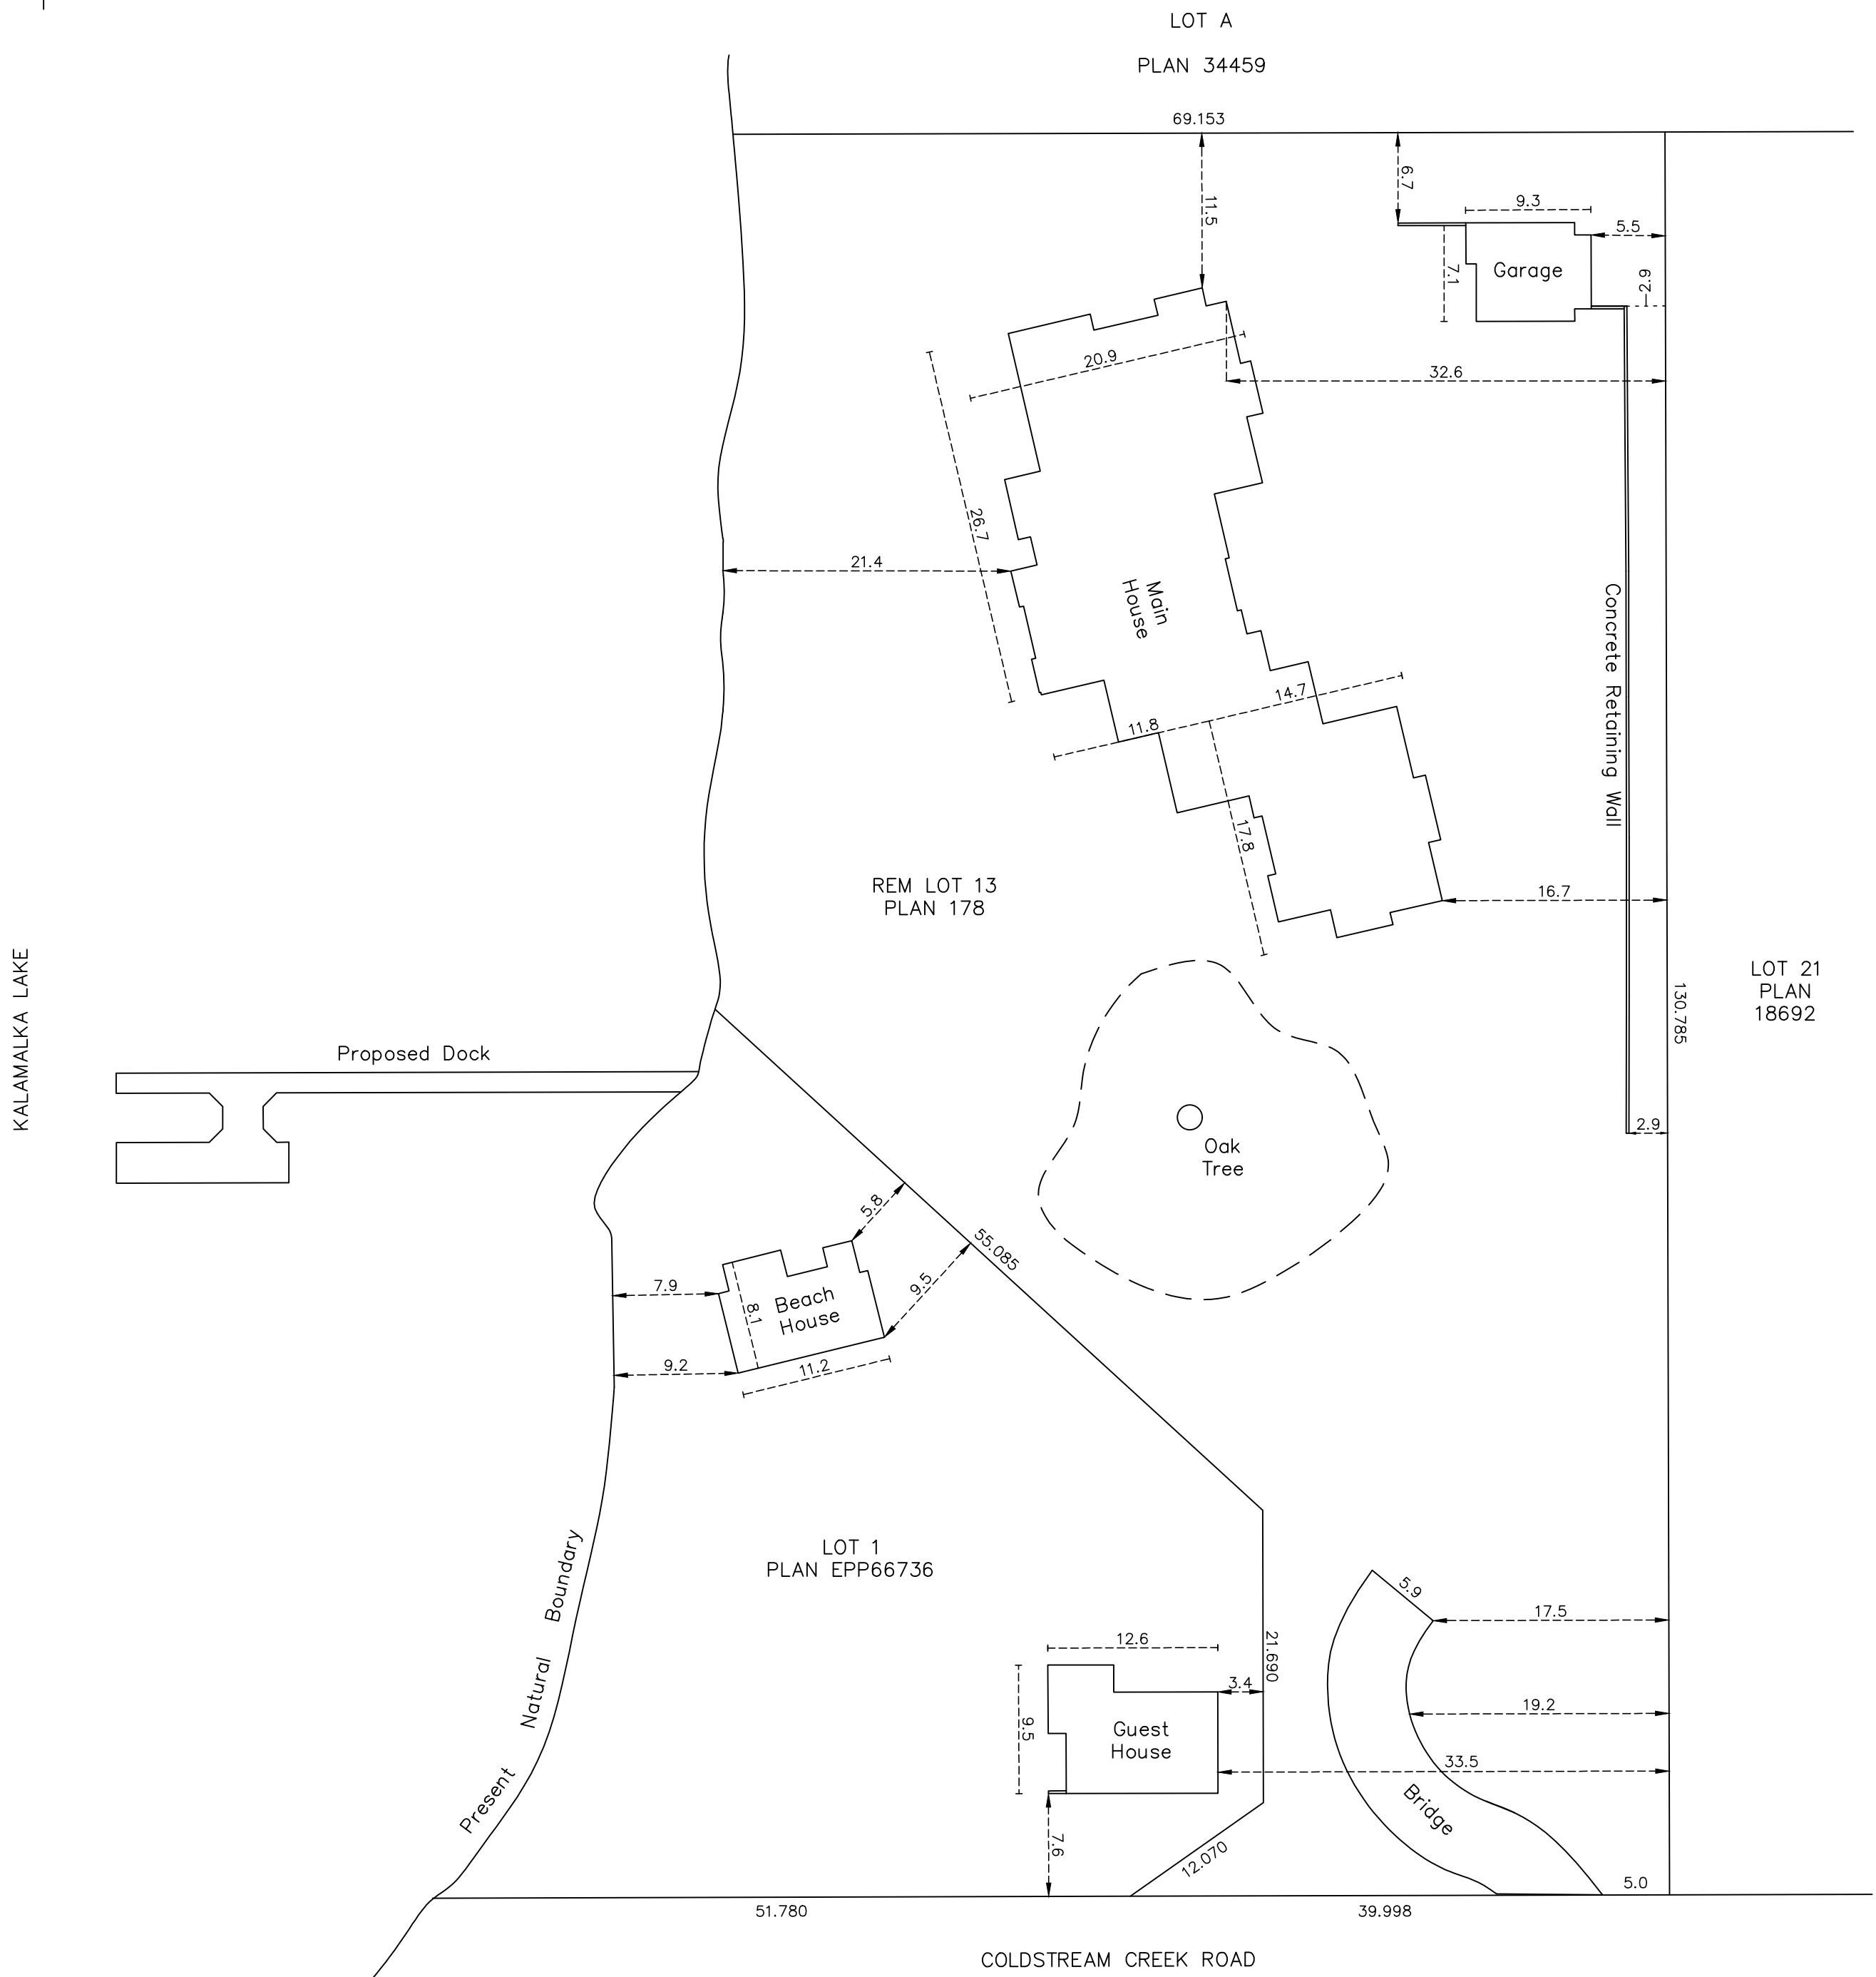 LOT A
PLAN 34459
69.153
11.5
6.7
9.3
5.5
Garage
7.1
2.9
20.9
32.6
26.7
21.4
Main
House
Concrete Retaining Wall
14.7
11.8
17.8
16.7
REM LOT 13
PLAN 178
KALAMALKA LAKE
LOT 21
PLAN
18692
130.785
Proposed Dock
2.9
Oak
Tree
5.8
55.085
9.5
7.9
8.1
Beach
House
9.2
11.2
LOT 1
PLAN EPP66736
Present Natural Boundary
5.9
17.5
12.6
21.690
3.4
9.5
Guest
House
19.2
33.5
Bridge
7.6
12.070
5.0
51.780
39.998
COLDSTREAM CREEK ROAD